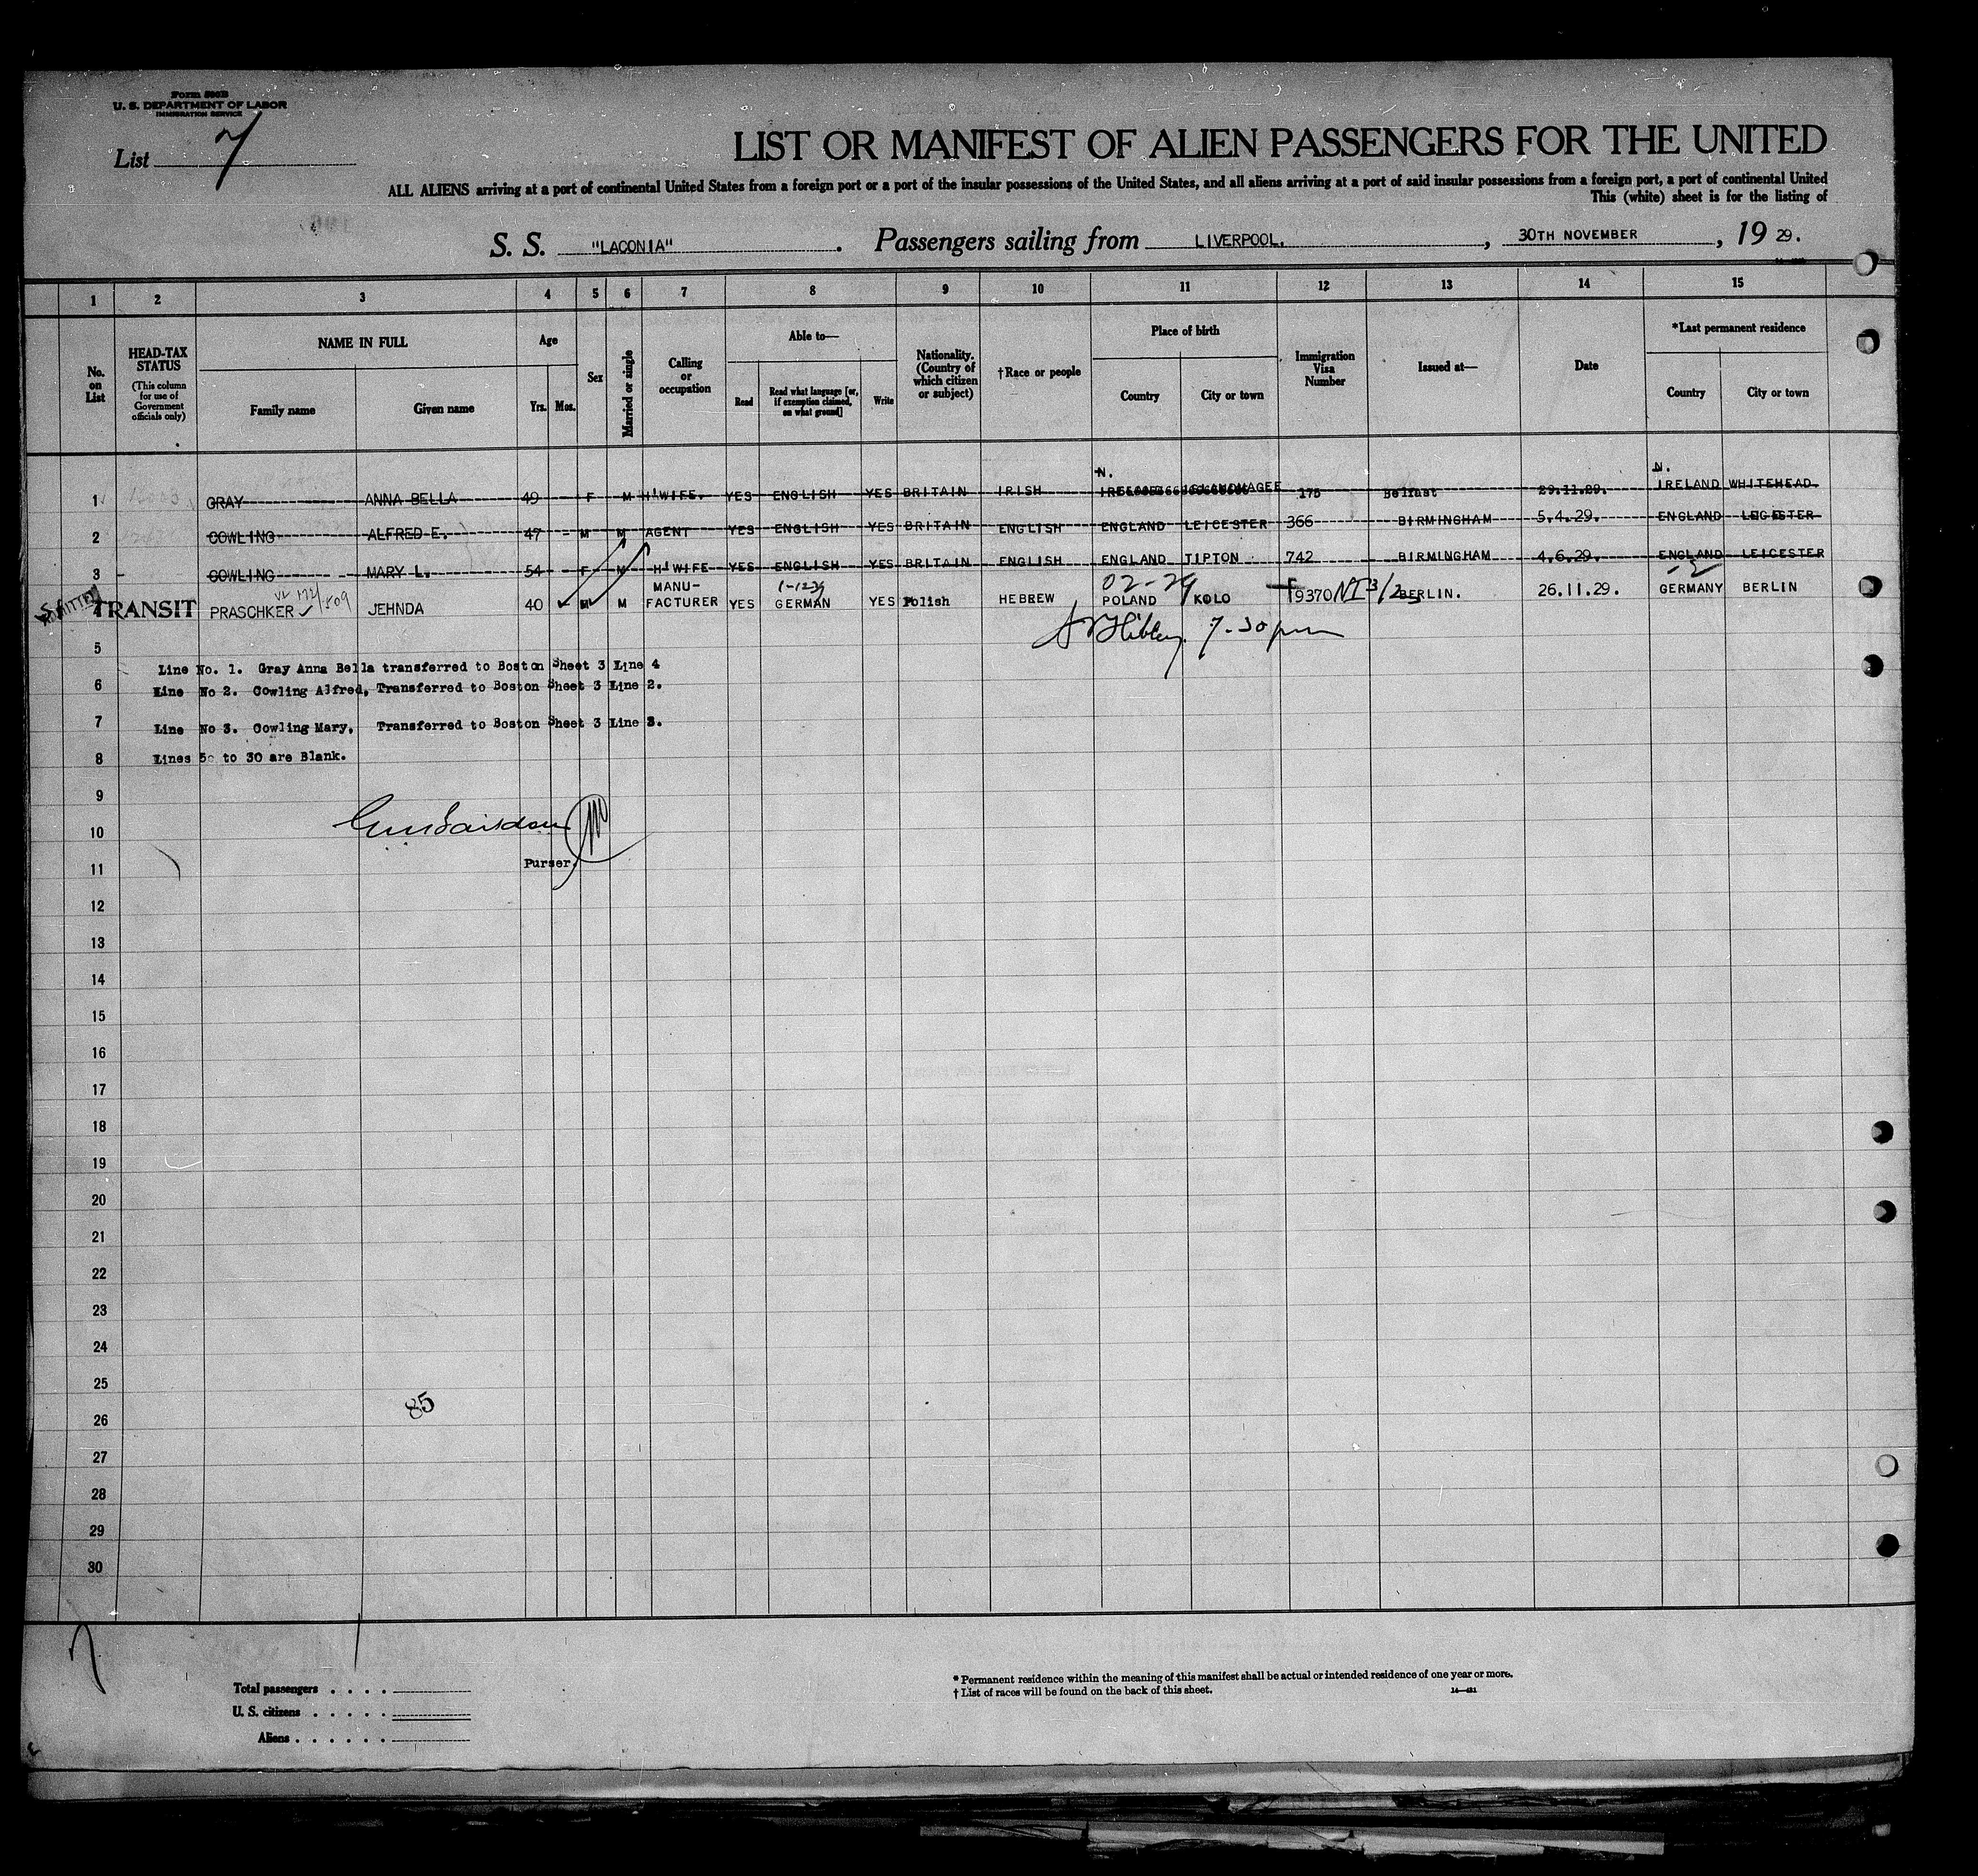 Form 500B
U. S. DEPARTMENT OF LABOR
IMMIGRATION SERVICE
List 7
LIST OR MANIFEST OF ALIEN PASSENGERS FOR THE UNITED
ALL ALIENS arriving at a port of continental United States from a foreign port or a port of the insular possessions of the United States, and all aliens arriving at a port of said insular possessions from a foreign port, a port of continental United
This (white) sheet is for the listing of
S. S. "LACONIA". Passengers sailing from LIVERPOOL., 30TH NOVEMBER, 19 29.
1 2 3 4 5 6 7 8 9 10 11 12 13 14 15
No. on List
HEAD-TAX STATUS
(This column for use of Government officials only)
NAME IN FULL
Family name Given name
Age
Yrs. Mos.
Sex
Married or single
Calling or occupation
Able to—
Read Read what language [or, if exemption claimed, on what ground] Write
Nationality. (Country of which citizen or subject)
†Race or people
Place of birth
Country City or town
Immigration Visa Number
Issued at—
Date
*Last permanent residence
Country City or town
N. N.
1 GRAY ANNA BELLA 49 F M H'WIFE. YES ENGLISH YES BRITAIN IRISH 175 Belfast 29.11.29. IRELAND WHITEHEAD.
2 COWLING ALFRED E. 47 - M M AGENT YES ENGLISH YES BRITAIN ENGLISH ENGLAND LEICESTER 366 BIRMINGHAM 5.4.29. ENGLAND LEICESTER
3 COWLING MARY L. 54 F M H'WIFE YES ENGLISH YES BRITAIN ENGLISH ENGLAND TIPTON 742 BIRMINGHAM 4.6.29. ENGLAND LEICESTER
TRANSIT PRASCHKER JEHNDA 40 M M MANU-FACTURER YES GERMAN YES Polish HEBREW POLAND KOLO 9370 BERLIN. 26.11.29. GERMANY BERLIN
7-30 pm
5
Line No. 1. Gray Anna Bella transferred to Boston Sheet 3 Line 4
6
Line No 2. Cowling Alfred, Transferred to Boston Sheet 3 Line 2.
7
Line No 3. Cowling Mary, Transferred to Boston Sheet 3 Line 3.
8
Lines 5 to 30 are Blank.
9
10
Purser.
11
12
13
14
15
16
17
18
19
20
21
22
23
24
25
85
26
27
28
29
30
Total passengers
U. S. citizens
Aliens
* Permanent residence within the meaning of this manifest shall be actual or intended residence of one year or more.
† List of races will be found on the back of this sheet.